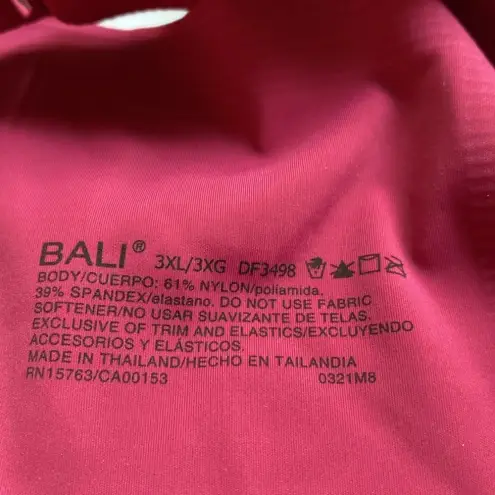 BALI® 3XL/3XG DF3498
BODY/CUERPO: 61% NYLON/poliamida.
39% SPANDEX/elastano. DO NOT USE FABRIC
SOFTENER/NO USAR SUAVIZANTE DE TELAS.
EXCLUSIVE OF TRIM AND ELASTICS/EXCLUYENDO
ACCESORIOS Y ELÁSTICOS.
MADE IN THAILAND/HECHO EN TAILANDIA
RN15763/CA00153 0321M8